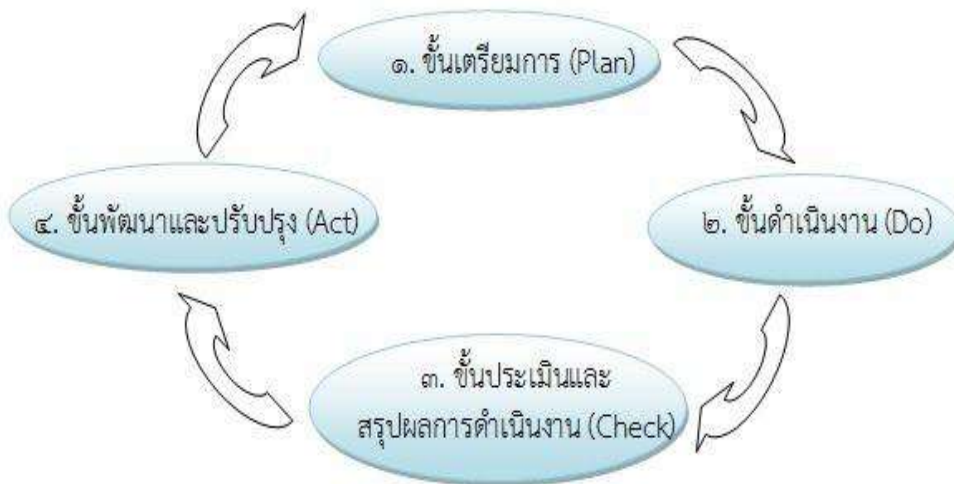 ๑. ขั้นเตรียมการ (Plan)
๒. ขั้นดำเนินงาน (Do)
๓. ขั้นประเมินและ
สรุปผลการดำเนินงาน (Check)
๔. ขั้นพัฒนาและปรับปรุง (Act)